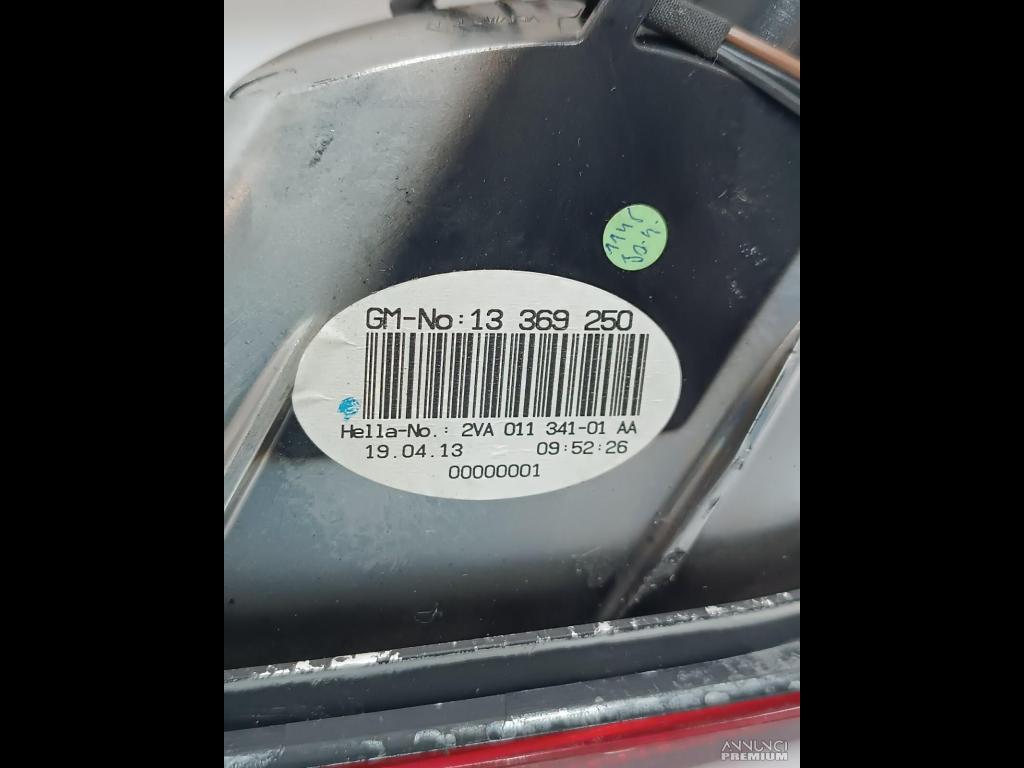 GM-No:13 369 250
Hella-No.: 2VA 011 341-01 AA
19.04.13 09:52:26
00000001
ANNUNCI
PREMIUM